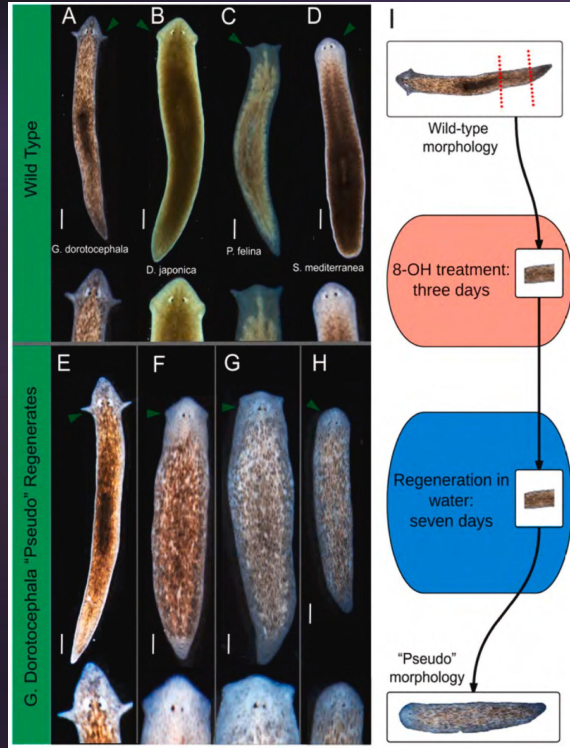 Wild Type
A
B
C
D
G. dorotocephala
D. japonica
P. felina
S. mediterranea
G. Dorotocephala "Pseudo" Regenerates
E
F
G
H
I
Wild-type
morphology
8-OH treatment:
three days
Regeneration in
water:
seven days
“Pseudo”
morphology